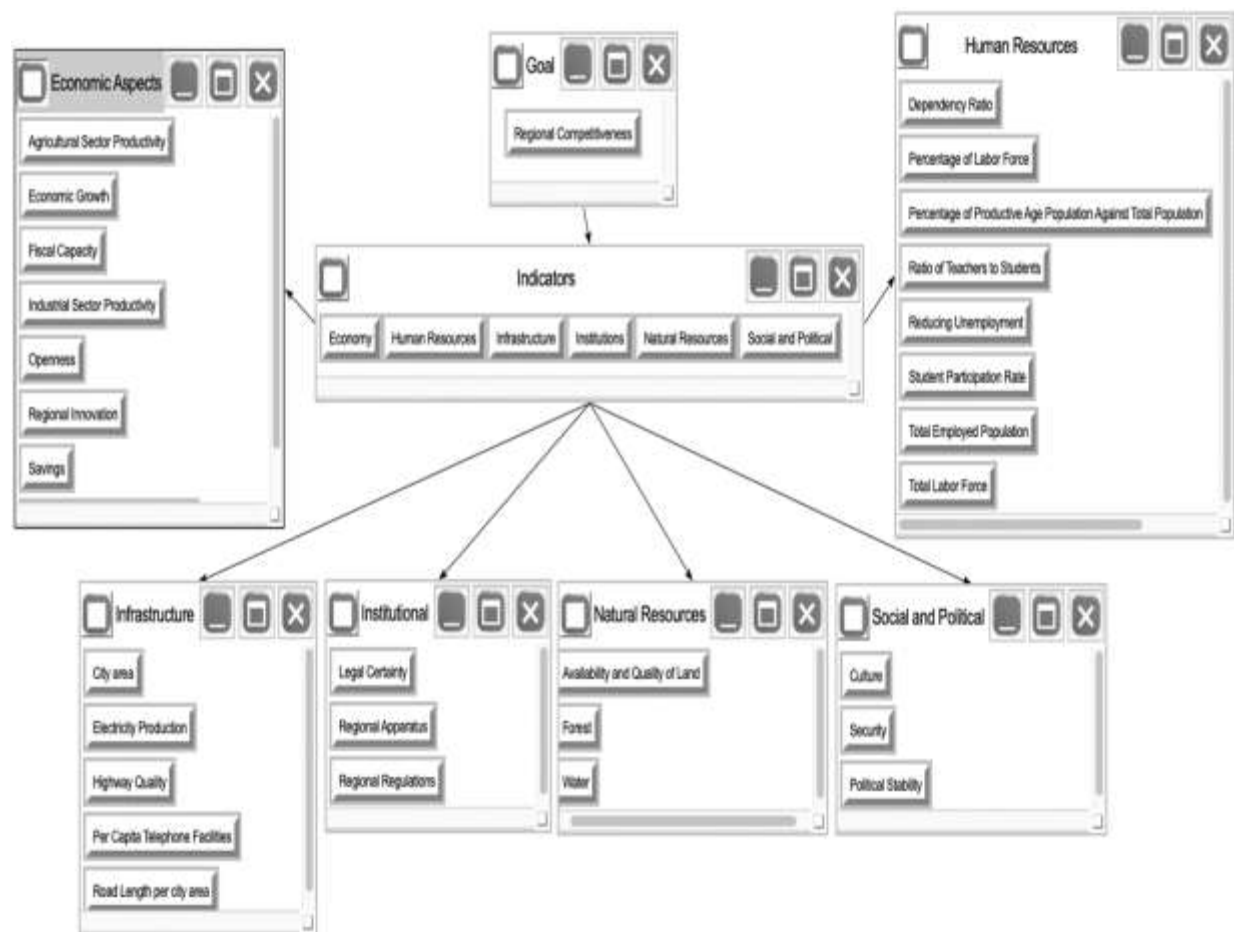 Economic Aspects
Agricultural Sector Productivity
Economic Growth
Fiscal Capacity
Industrial Sector Productivity
Openness
Regional Innovation
Savings
Goal
Regional Competitiveness
Human Resources
Dependency Ratio
Percentage of Labor Force
Percentage of Productive Age Population Against Total Population
Ratio of Teachers to Students
Reducing Unemployment
Student Participation Rate
Total Employed Population
Total Labor Force
Indicators
Economy Human Resources Infrastructure Institutions Natural Resources Social and Political
Infrastructure
City area
Electricity Production
Highway Quality
Per Capita Telephone Facilities
Road Length per city area
Institutional
Legal Certainty
Regional Apparatus
Regional Regulations
Natural Resources
Availability and Quality of Land
Forest
Water
Social and Political
Culture
Security
Political Stability